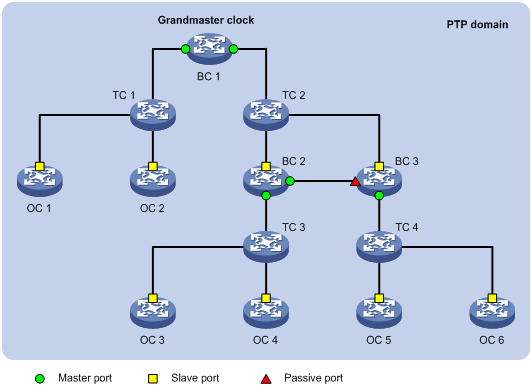 Grandmaster clock
PTP domain
BC 1
TC 1
TC 2
BC 2
BC 3
OC 1
OC 2
TC 3
TC 4
OC 3
OC 4
OC 5
OC 6
Master port
Slave port
Passive port